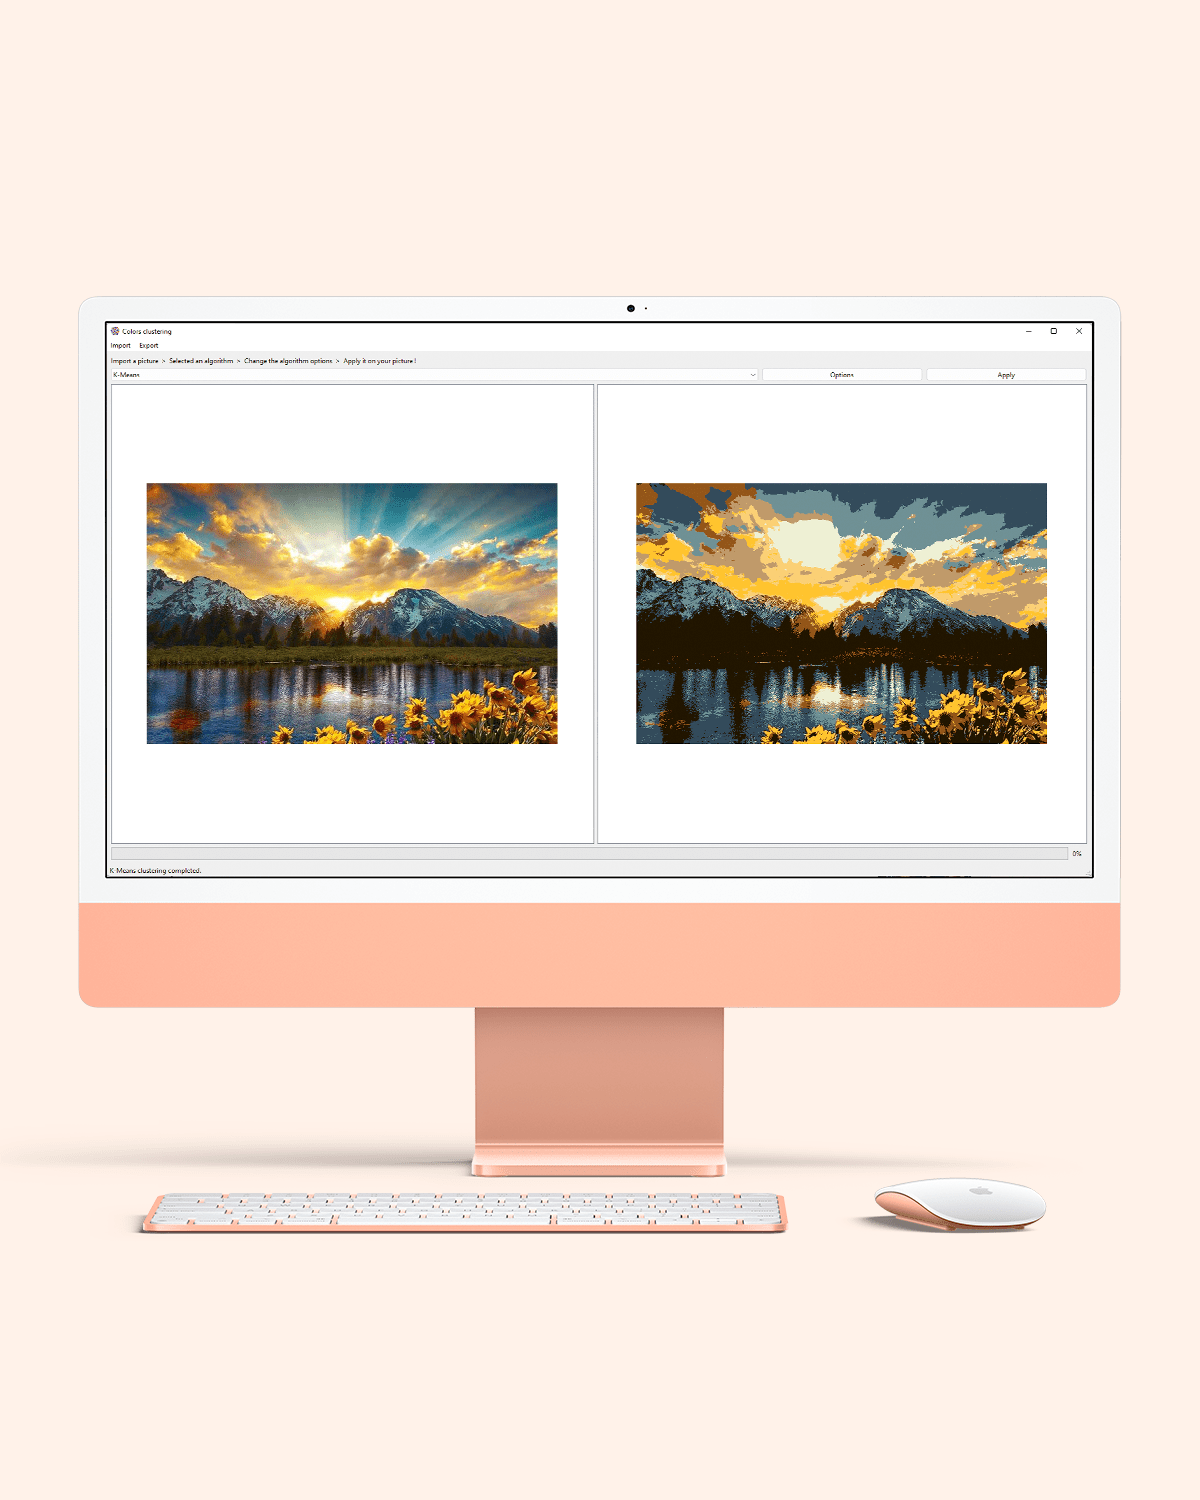 Colors clustering
Import Export
Import a picture > Selected an algorithm > Change the algorithm options > Apply it on your picture !
K-Means Options Apply
0%
K-Means clustering completed.